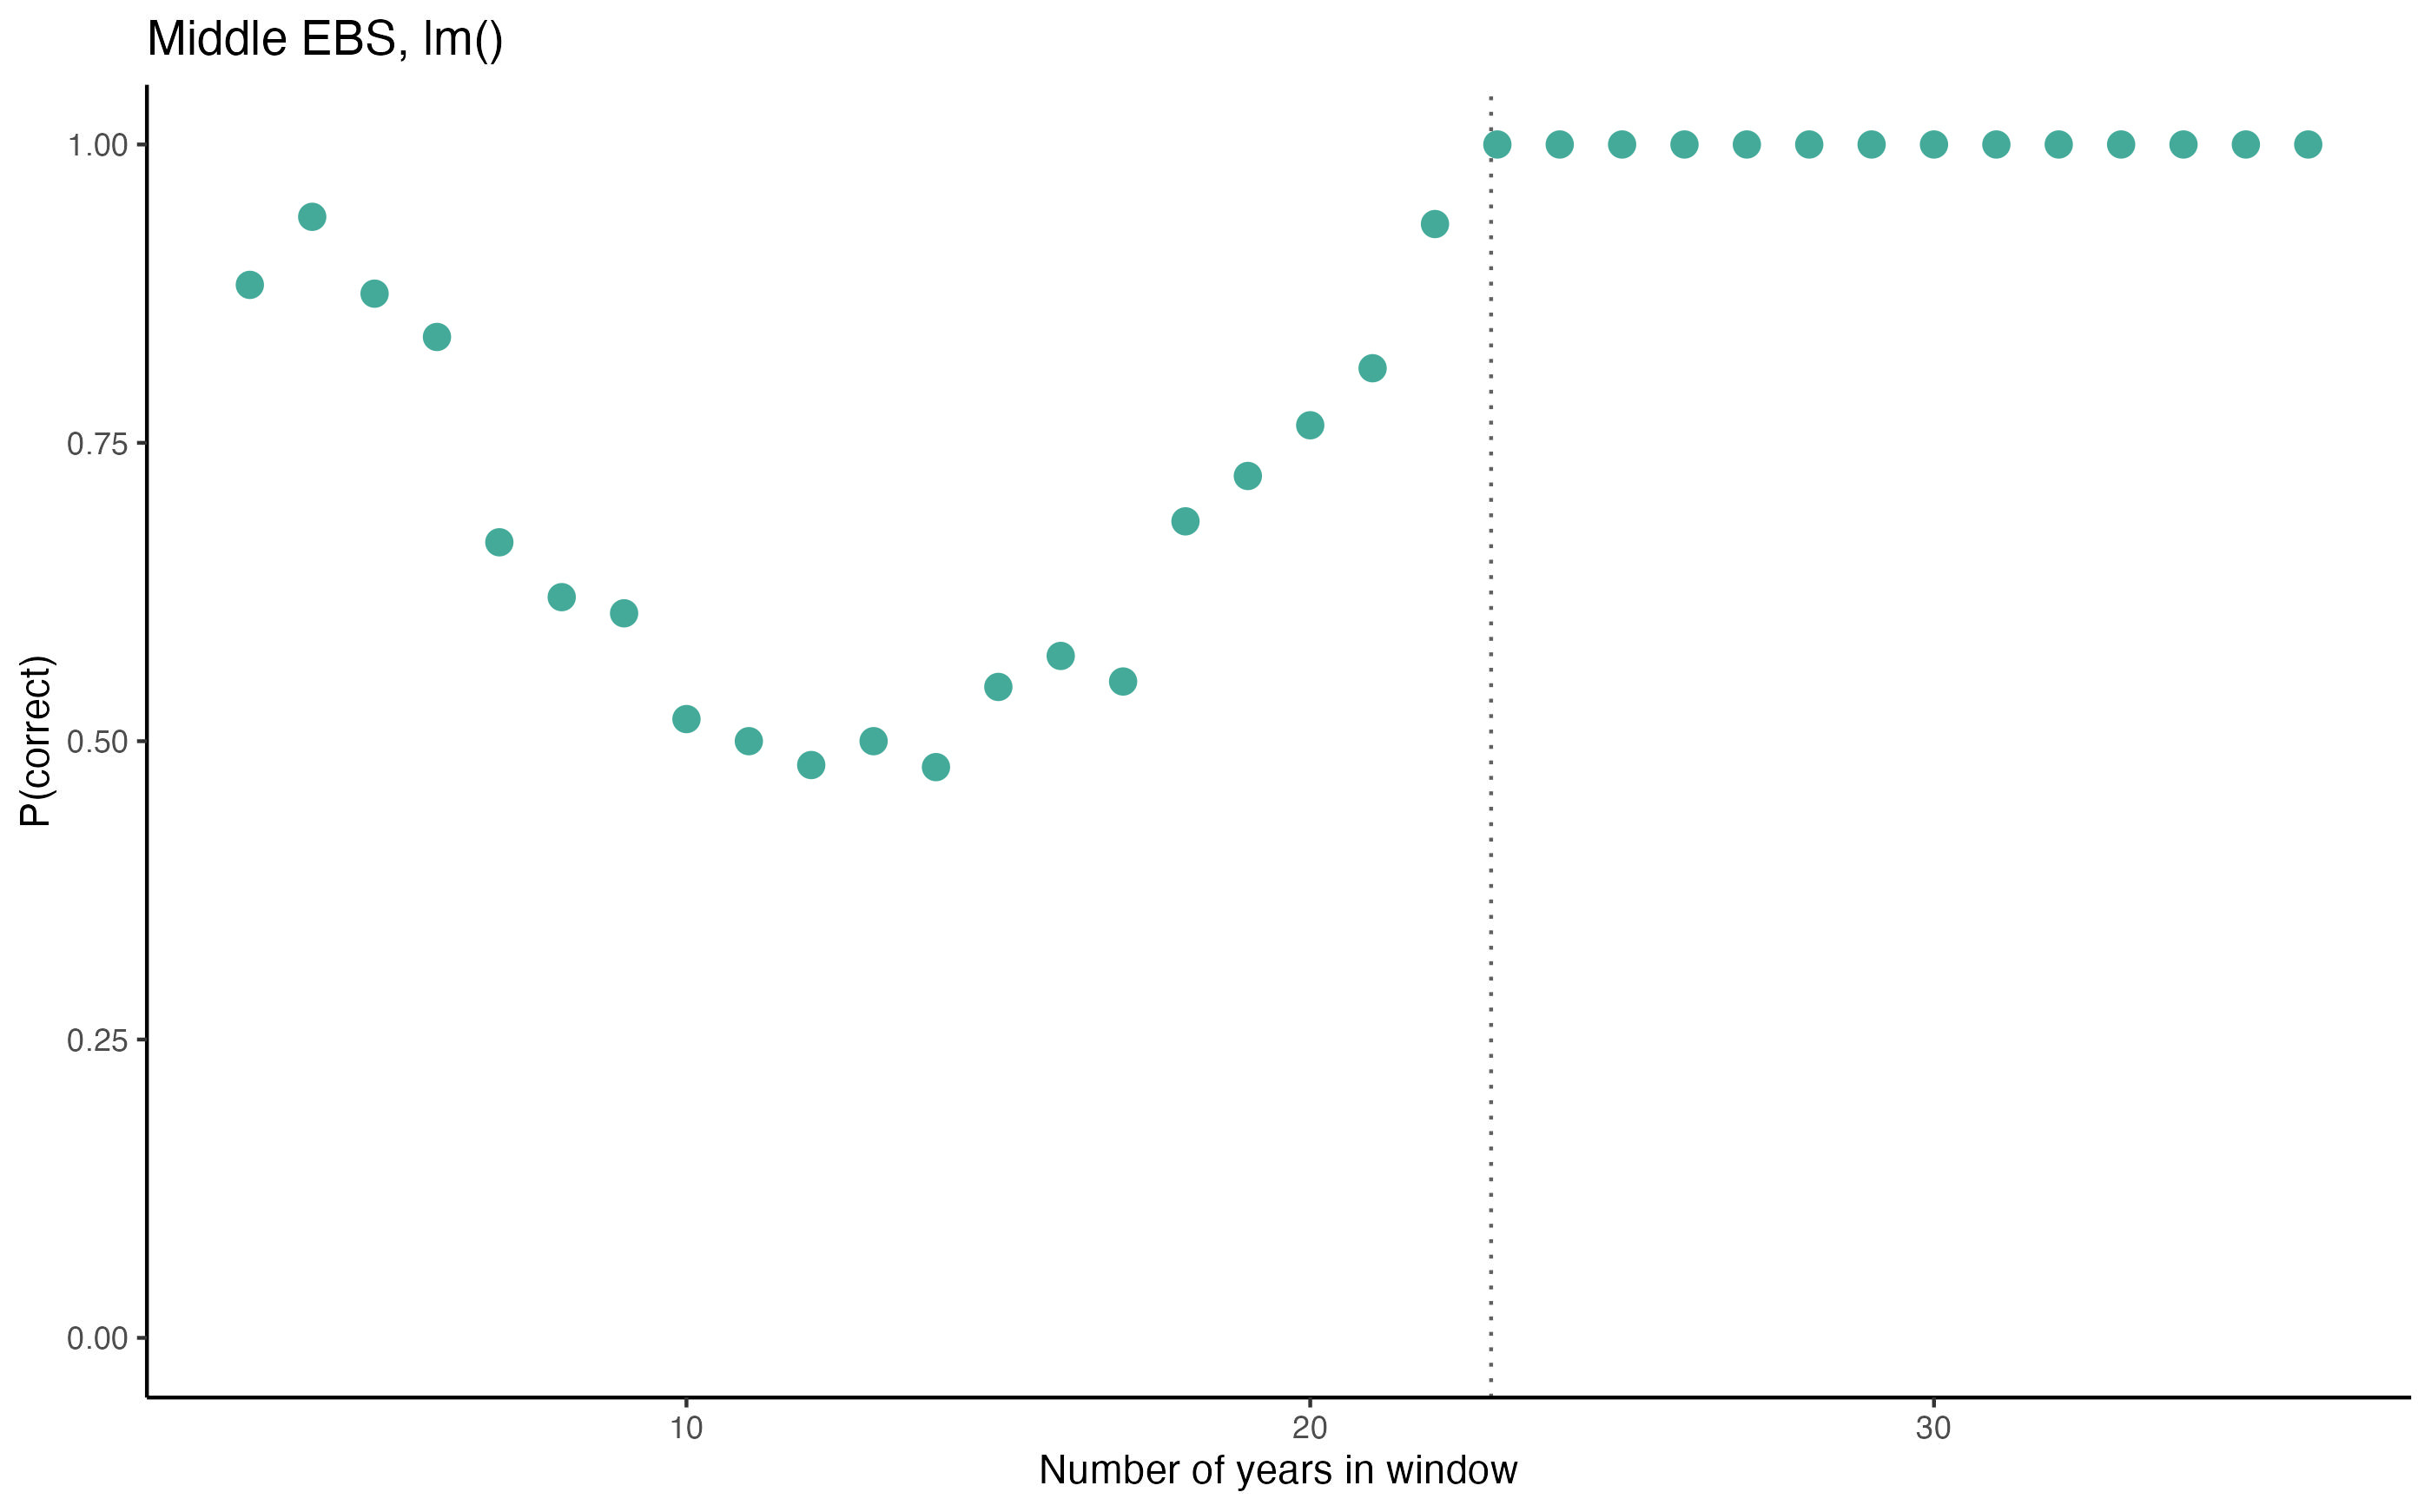 Middle EBS, lm()
P(correct)
1.00
0.75
0.50
0.25
0.00
10
20
30
Number of years in window